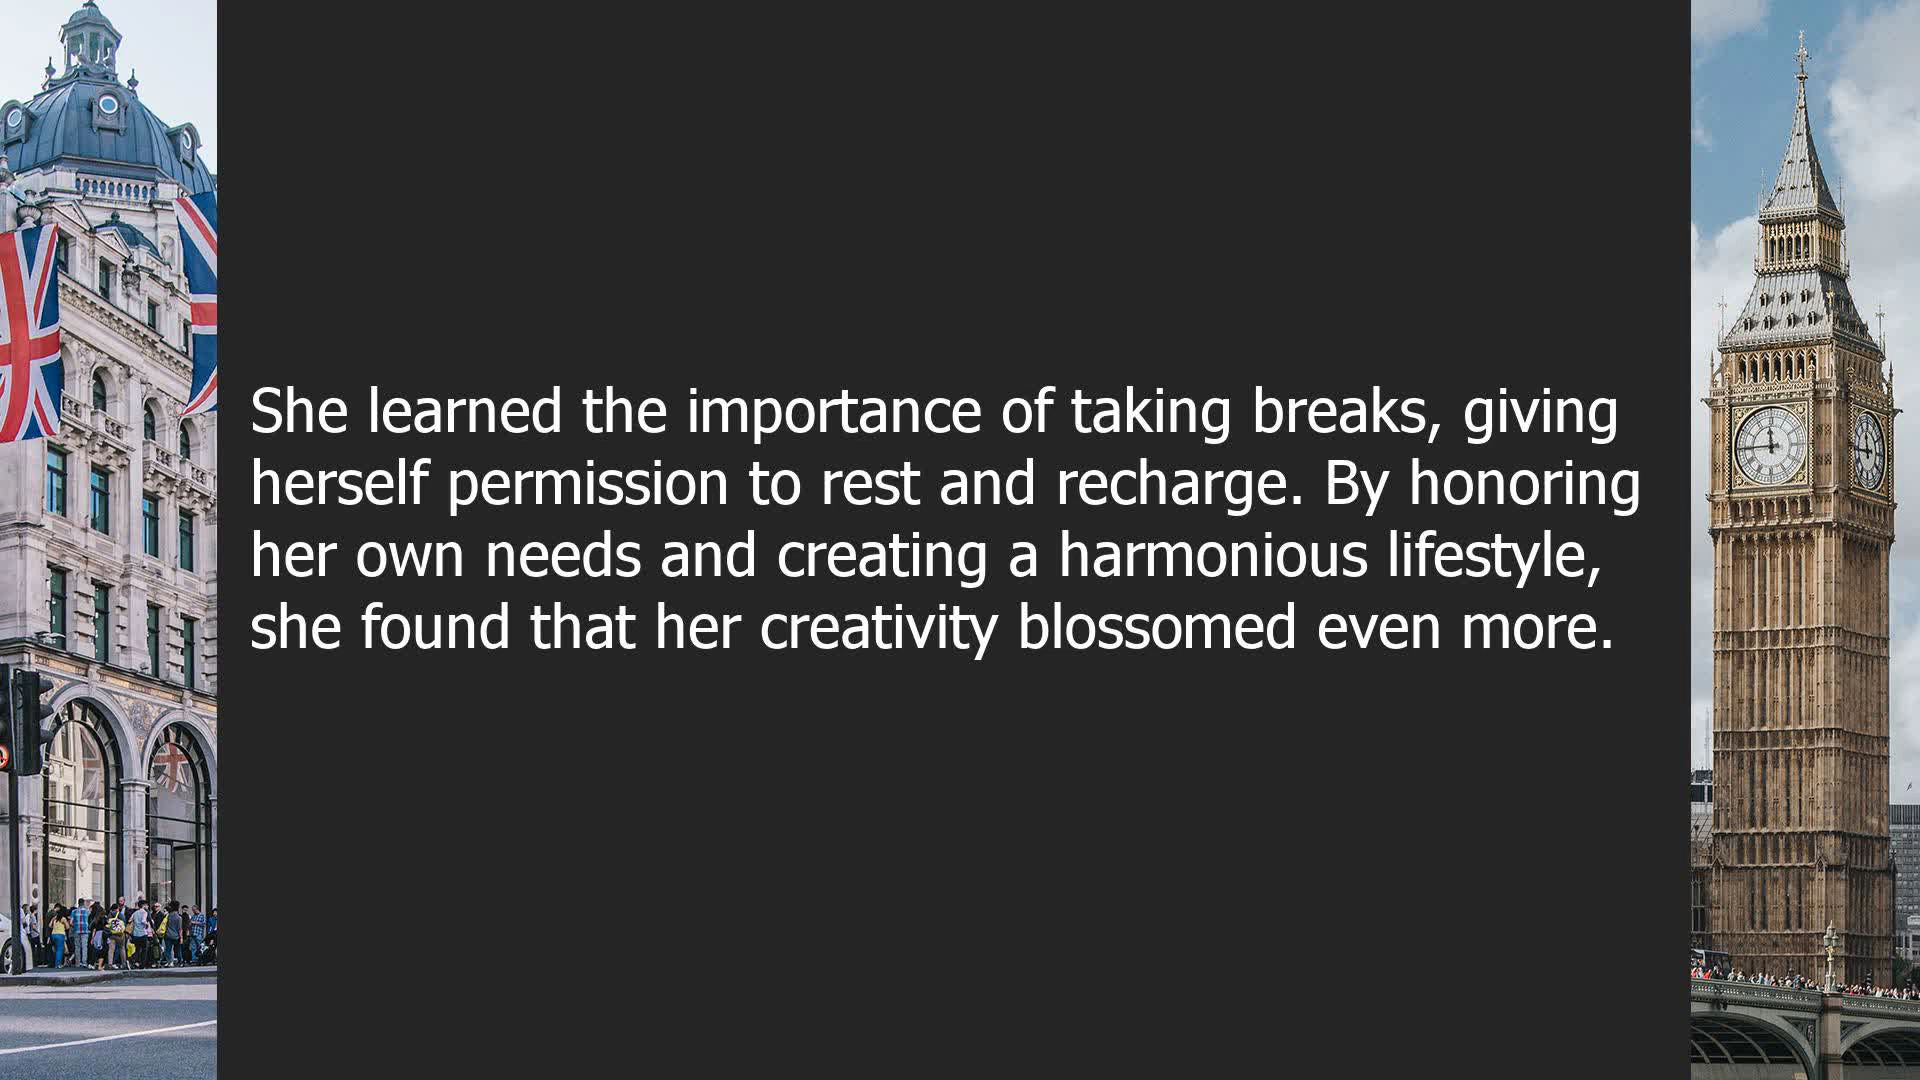 She learned the importance of taking breaks, giving
herself permission to rest and recharge. By honoring
her own needs and creating a harmonious lifestyle,
she found that her creativity blossomed even more.